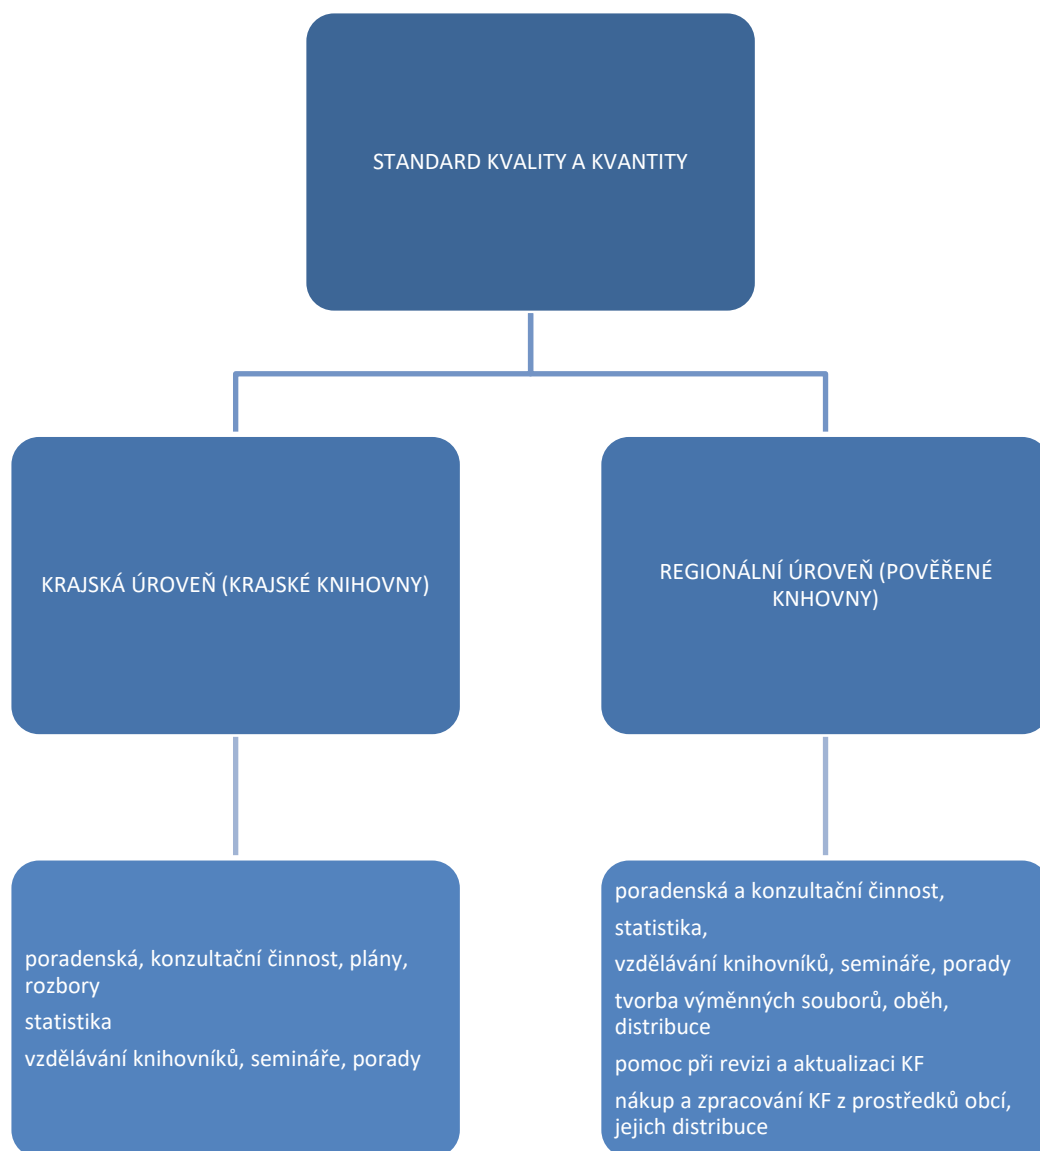 STANDARD KVALITY A KVANTITY
KRAJSKÁ ÚROVEŇ (KRAJSKÉ KNIHOVNY)
REGIONÁLNÍ ÚROVEŇ (POVĚŘENÉ
KNHOVNY)
poradenská, konzultační činnost, plány,
rozbory
statistika
vzdělávání knihovníků, semináře, porady
poradenská a konzultační činnost,
statistika,
vzdělávání knihovníků, semináře, porady
tvorba výměnných souborů, oběh,
distribuce
pomoc při revizi a aktualizaci KF
nákup a zpracování KF z prostředků obcí,
jejich distribuce